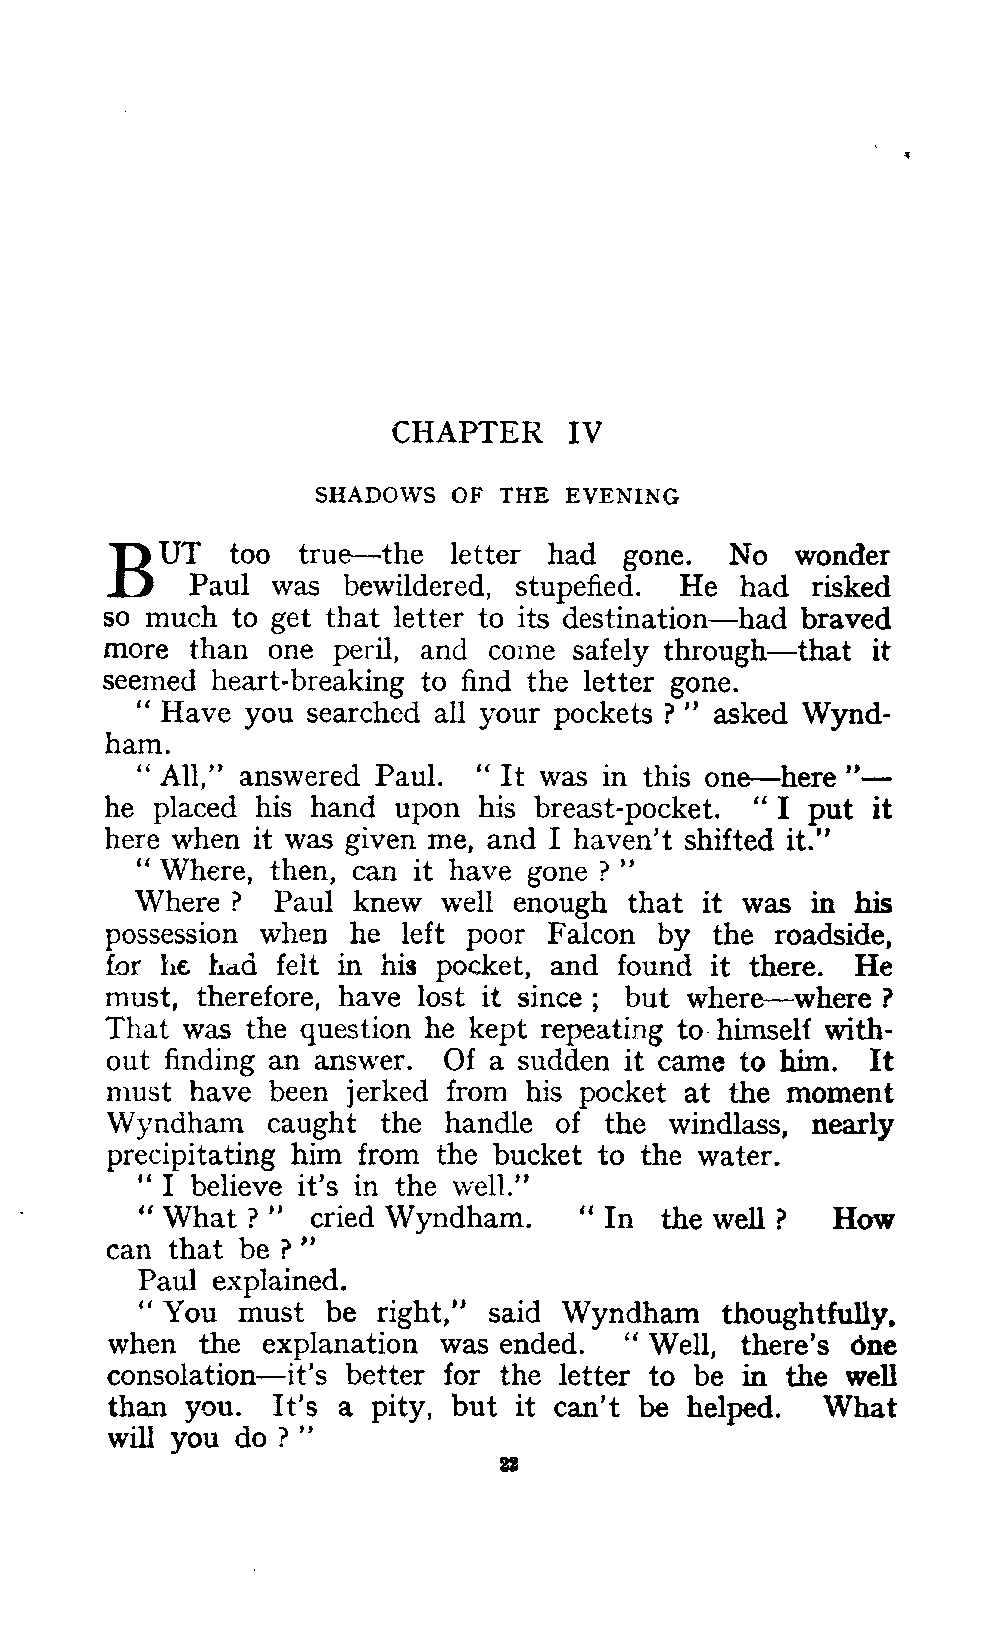 CHAPTER IV
SHADOWS OF THE EVENING
BUT too true—the letter had gone. No wonder
Paul was bewildered, stupefied. He had risked
so much to get that letter to its destination—had braved
more than one peril, and come safely through—that it
seemed heart-breaking to find the letter gone.
" Have you searched all your pockets ? " asked Wynd-
ham.
" All," answered Paul. " It was in this one—here "—
he placed his hand upon his breast-pocket. " I put it
here when it was given me, and I haven't shifted it."
" Where, then, can it have gone ? "
Where ? Paul knew well enough that it was in his
possession when he left poor Falcon by the roadside,
for he had felt in his pocket, and found it there. He
must, therefore, have lost it since ; but where—where ?
That was the question he kept repeating to himself with-
out finding an answer. Of a sudden it came to him. It
must have been jerked from his pocket at the moment
Wyndham caught the handle of the windlass, nearly
precipitating him from the bucket to the water.
" I believe it's in the well."
" What ? " cried Wyndham. " In the well ? How
can that be ? "
Paul explained.
" You must be right," said Wyndham thoughtfully,
when the explanation was ended. " Well, there's one
consolation—it's better for the letter to be in the well
than you. It's a pity, but it can't be helped. What
will you do ? "
22